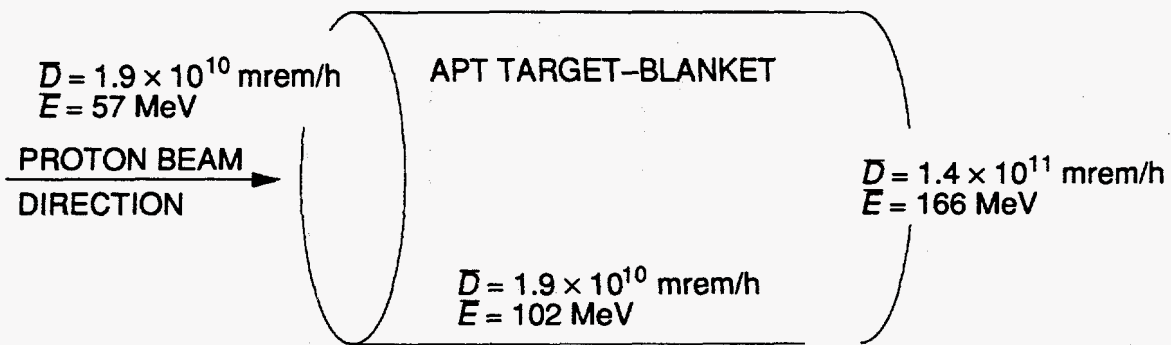 D̅ = 1.9 × 10¹⁰ mrem/h
E̅ = 57 MeV
PROTON BEAM
DIRECTION
APT TARGET–BLANKET
D̅ = 1.9 × 10¹⁰ mrem/h
E̅ = 102 MeV
D̅ = 1.4 × 10¹¹ mrem/h
E̅ = 166 MeV